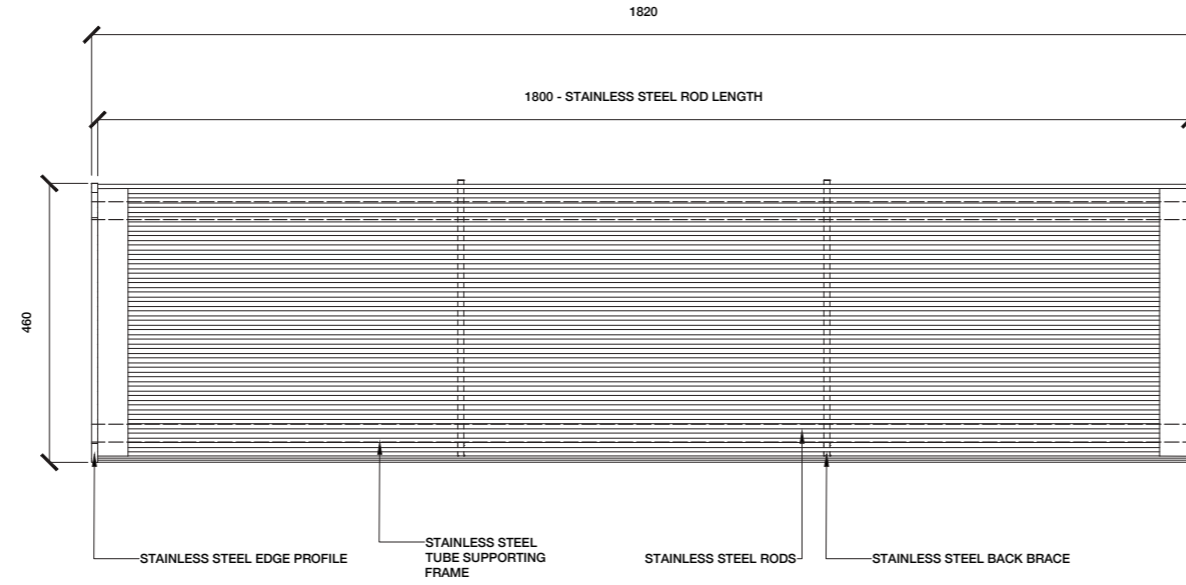 1820
1800 - STAINLESS STEEL ROD LENGTH
460
STAINLESS STEEL EDGE PROFILE
STAINLESS STEEL
TUBE SUPPORTING
FRAME
STAINLESS STEEL RODS
STAINLESS STEEL BACK BRACE